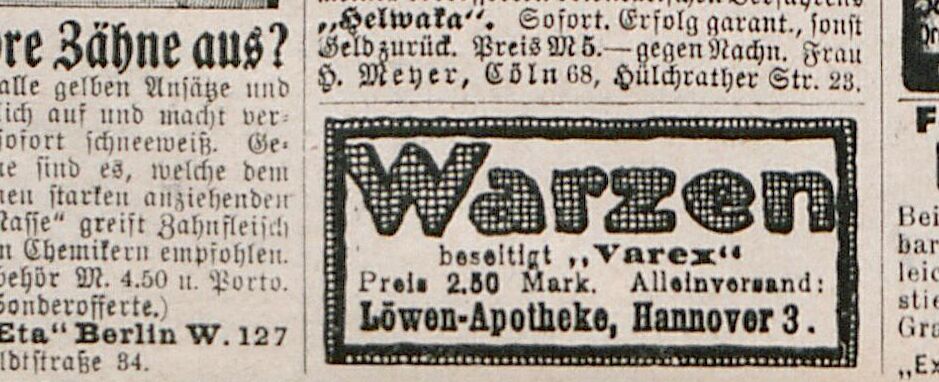 re Zähne aus?
alle gelben Ansätze und
lich auf und macht ver-
sofort schneeweiß. Ge-
sind es, welche dem
starken anziehenden
Rasse" greift Zahnfleisch
n Chemikern empfohlen.
behör M. 4.50 u. Porto.
Sonderofferte.)
Eta" Berlin W. 127
ldtstraße 34.
„Helwaka". Sofort. Erfolg garant., sonst
Geld zurück. Preis M 5.— gegen Nachn. Frau
H. Meyer, Cöln 68, Hülchrather Str. 23.
Warzen
beseitigt „Varex"
Preis 2.50 Mark. Alleinversand:
Löwen-Apotheke, Hannover 3.
F
Bei
bar
leic
stie
Gra
„Ex